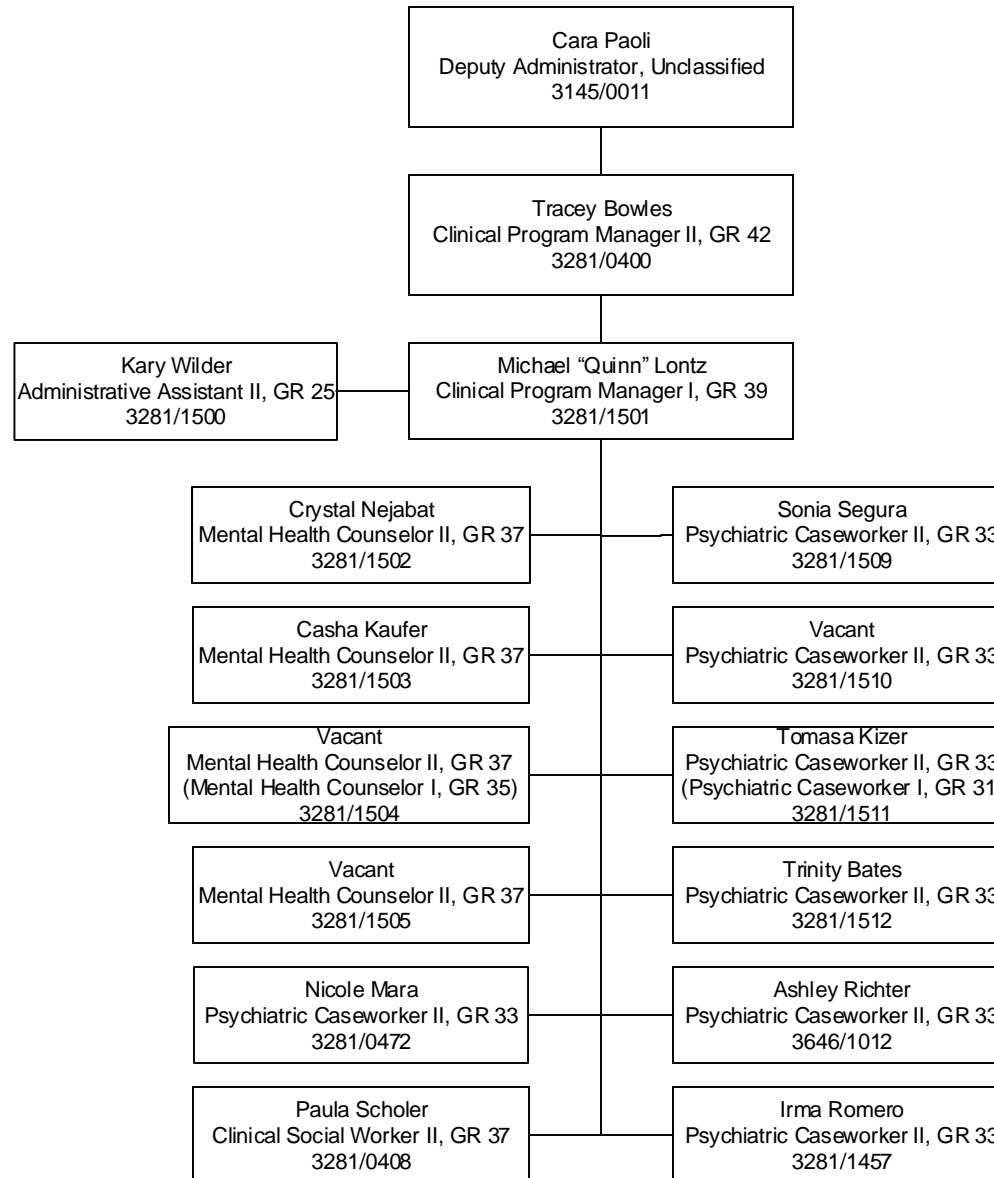 Cara Paoli
Deputy Administrator, Unclassified
3145/0011
Tracey Bowles
Clinical Program Manager II, GR 42
3281/0400
Kary Wilder
Administrative Assistant II, GR 25
3281/1500
Michael “Quinn” Lontz
Clinical Program Manager I, GR 39
3281/1501
Crystal Nejabat
Mental Health Counselor II, GR 37
3281/1502
Sonia Segura
Psychiatric Caseworker II, GR 33
3281/1509
Casha Kaufer
Mental Health Counselor II, GR 37
3281/1503
Vacant
Psychiatric Caseworker II, GR 33
3281/1510
Vacant
Mental Health Counselor II, GR 37
(Mental Health Counselor I, GR 35)
3281/1504
Tomasa Kizer
Psychiatric Caseworker II, GR 33
(Psychiatric Caseworker I, GR 31
3281/1511
Vacant
Mental Health Counselor II, GR 37
3281/1505
Trinity Bates
Psychiatric Caseworker II, GR 33
3281/1512
Nicole Mara
Psychiatric Caseworker II, GR 33
3281/0472
Ashley Richter
Psychiatric Caseworker II, GR 33
3646/1012
Paula Scholer
Clinical Social Worker II, GR 37
3281/0408
Irma Romero
Psychiatric Caseworker II, GR 33
3281/1457